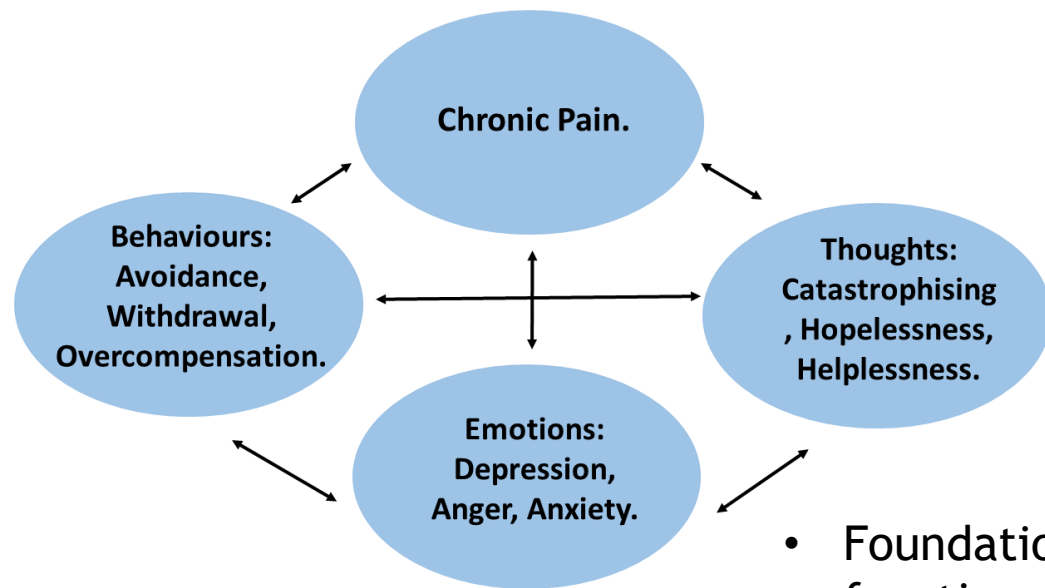 Chronic Pain.
Behaviours:
Avoidance,
Withdrawal,
Overcompensation.
Thoughts:
Catastrophising
, Hopelessness,
Helplessness.
Emotions:
Depression,
Anger, Anxiety.
•